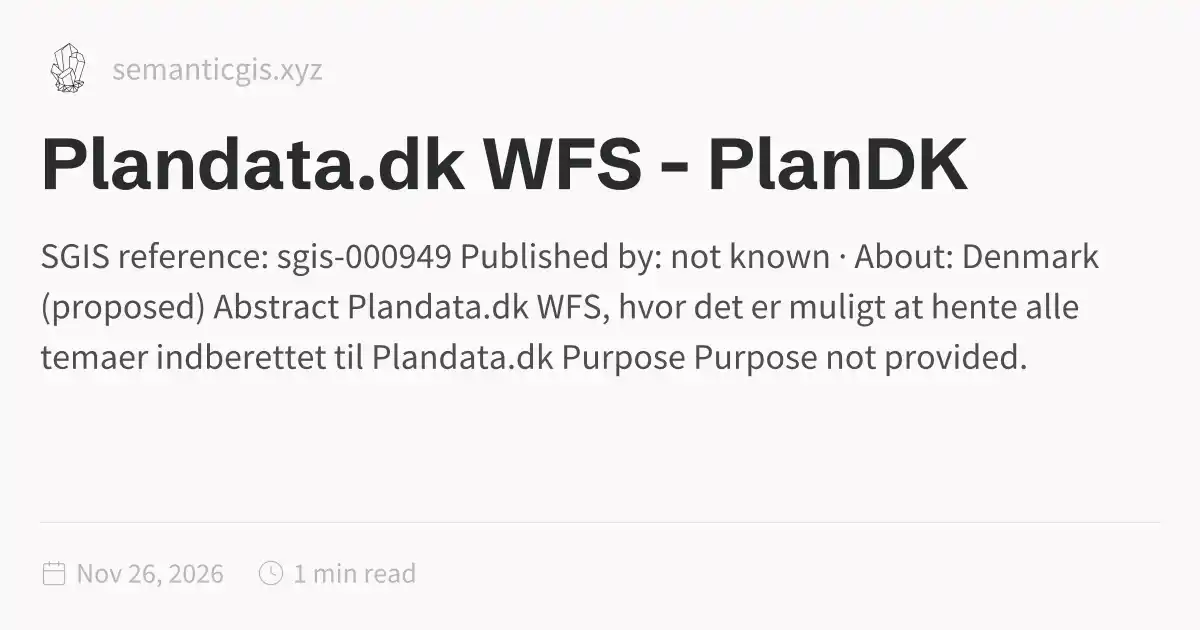 semanticgis.xyz
Plandata.dk WFS - PlanDK
SGIS reference: sgis-000949 Published by: not known · About: Denmark
(proposed) Abstract Plandata.dk WFS, hvor det er muligt at hente alle
temaer indberettet til Plandata.dk Purpose Purpose not provided.
Nov 26, 2026 1 min read